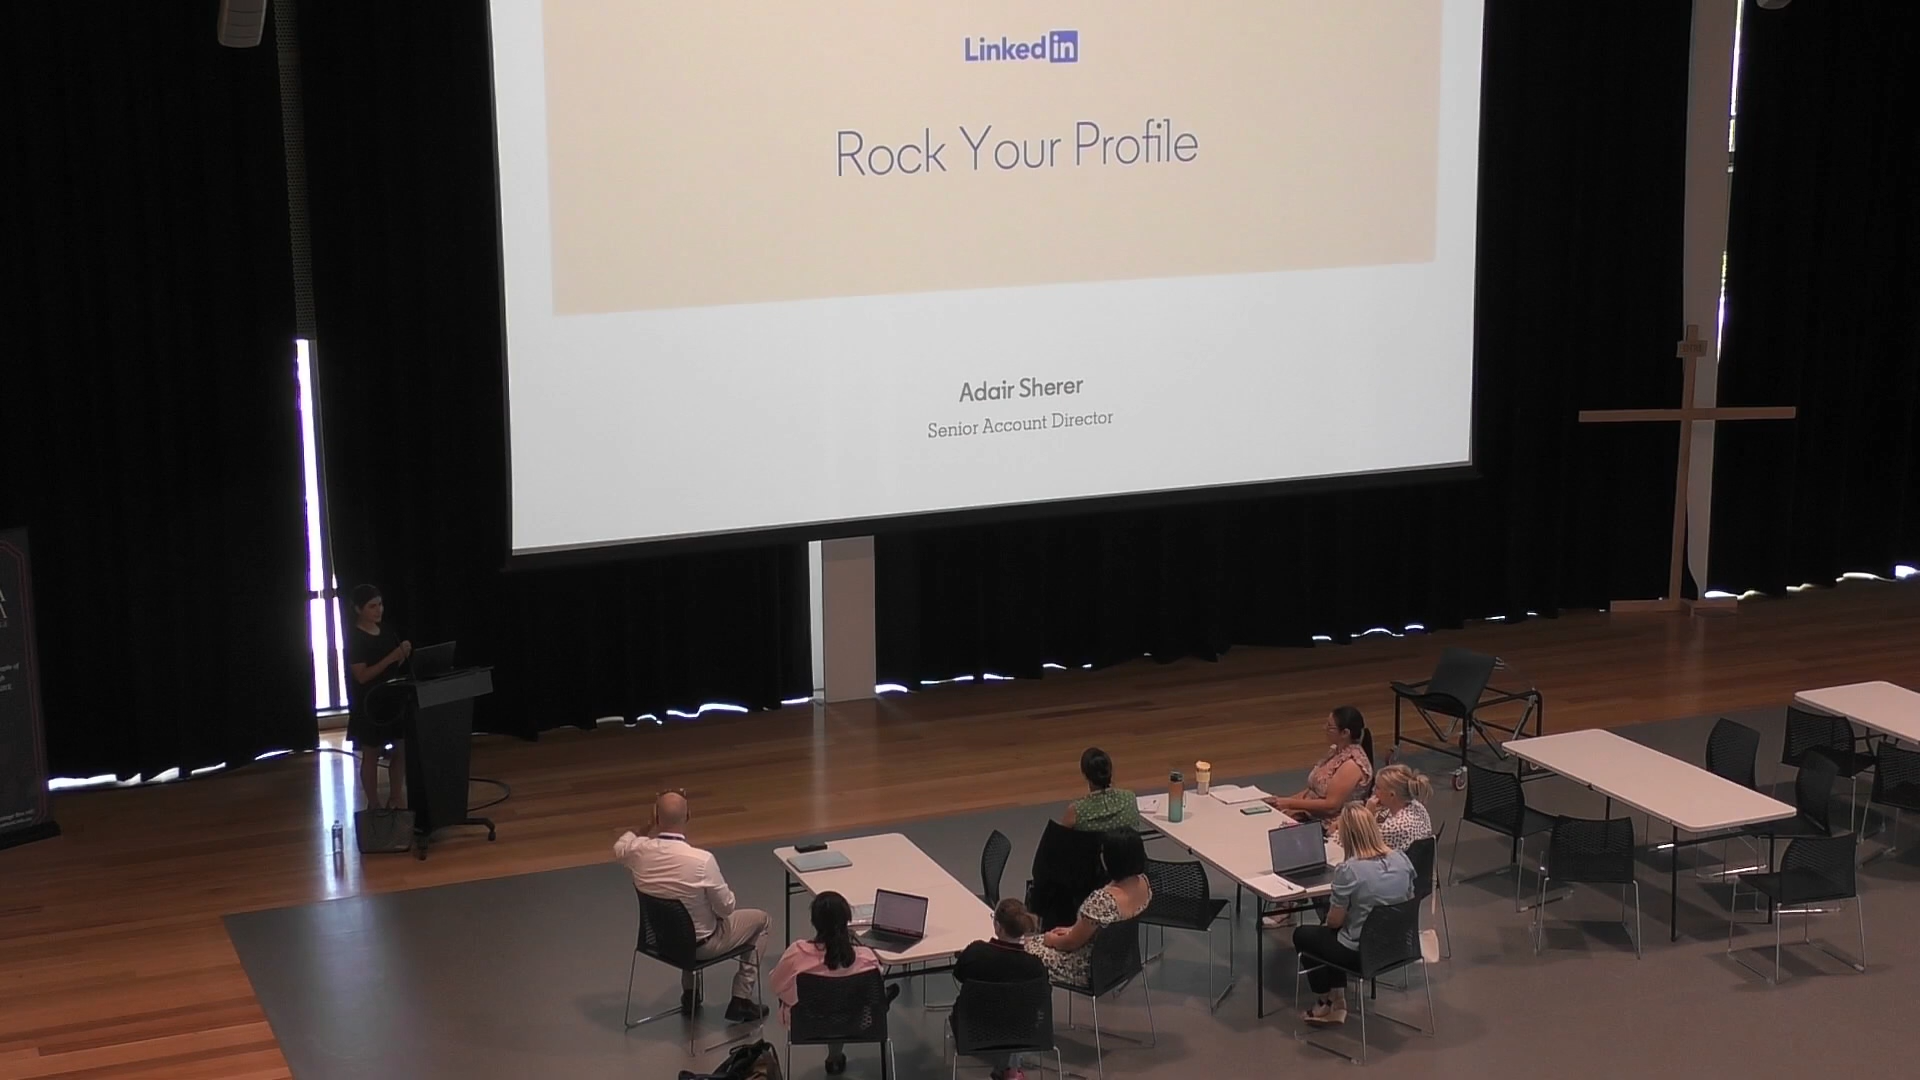 LinkedIn
Rock Your Profile
Adair Sherer
Senior Account Director